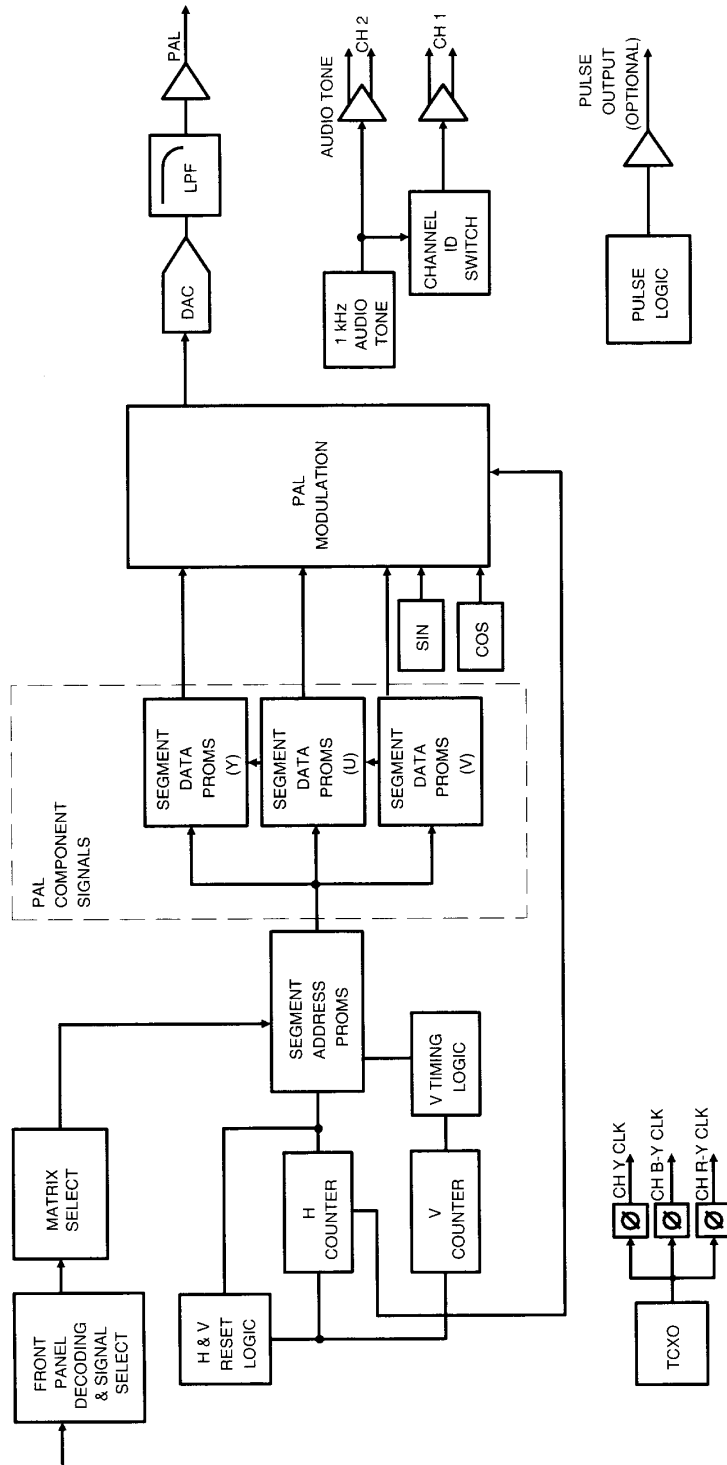 FRONT
PANEL
DECODING
& SIGNAL
SELECT
MATRIX
SELECT
H & V
RESET
LOGIC
H
COUNTER
V
COUNTER
V TIMING
LOGIC
SEGMENT
ADDRESS
PROMS
PAL
COMPONENT
SIGNALS
SEGMENT
DATA
PROMS
(Y)
SEGMENT
DATA
PROMS
(U)
SEGMENT
DATA
PROMS
(V)
SIN
COS
PAL
MODULATION
DAC
LPF
PAL
1 kHz
AUDIO
TONE
AUDIO TONE
CH 2
CHANNEL
ID
SWITCH
CH 1
TCXO
Ø
Ø
Ø
CH Y CLK
CH B-Y CLK
CH R-Y CLK
PULSE
LOGIC
PULSE
OUTPUT
(OPTIONAL)